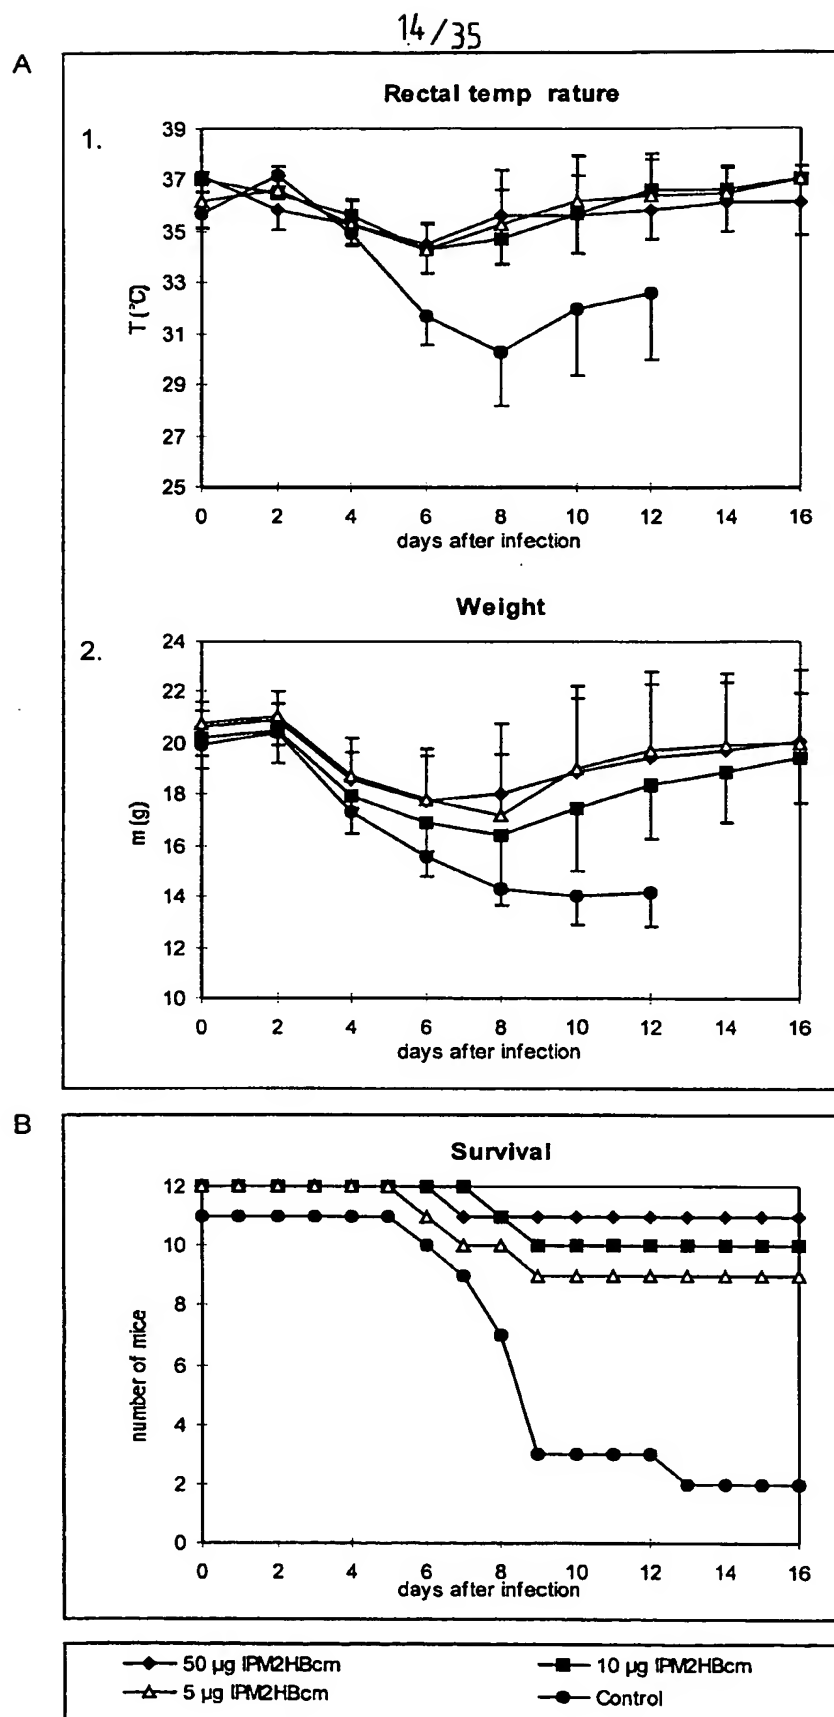 14/35
A
Rectal temp rature
1.
39
37
35
33
31
29
27
25
T (°C)
0 2 4 6 8 10 12 14 16
days after infection
Weight
2.
24
22
20
18
16
14
12
10
m (g)
0 2 4 6 8 10 12 14 16
days after infection
B
Survival
12
10
8
6
4
2
0
number of mice
0 2 4 6 8 10 12 14 16
days after infection
50 µg IPM2HBcm 10 µg IPM2HBcm
5 µg IPM2HBcm Control